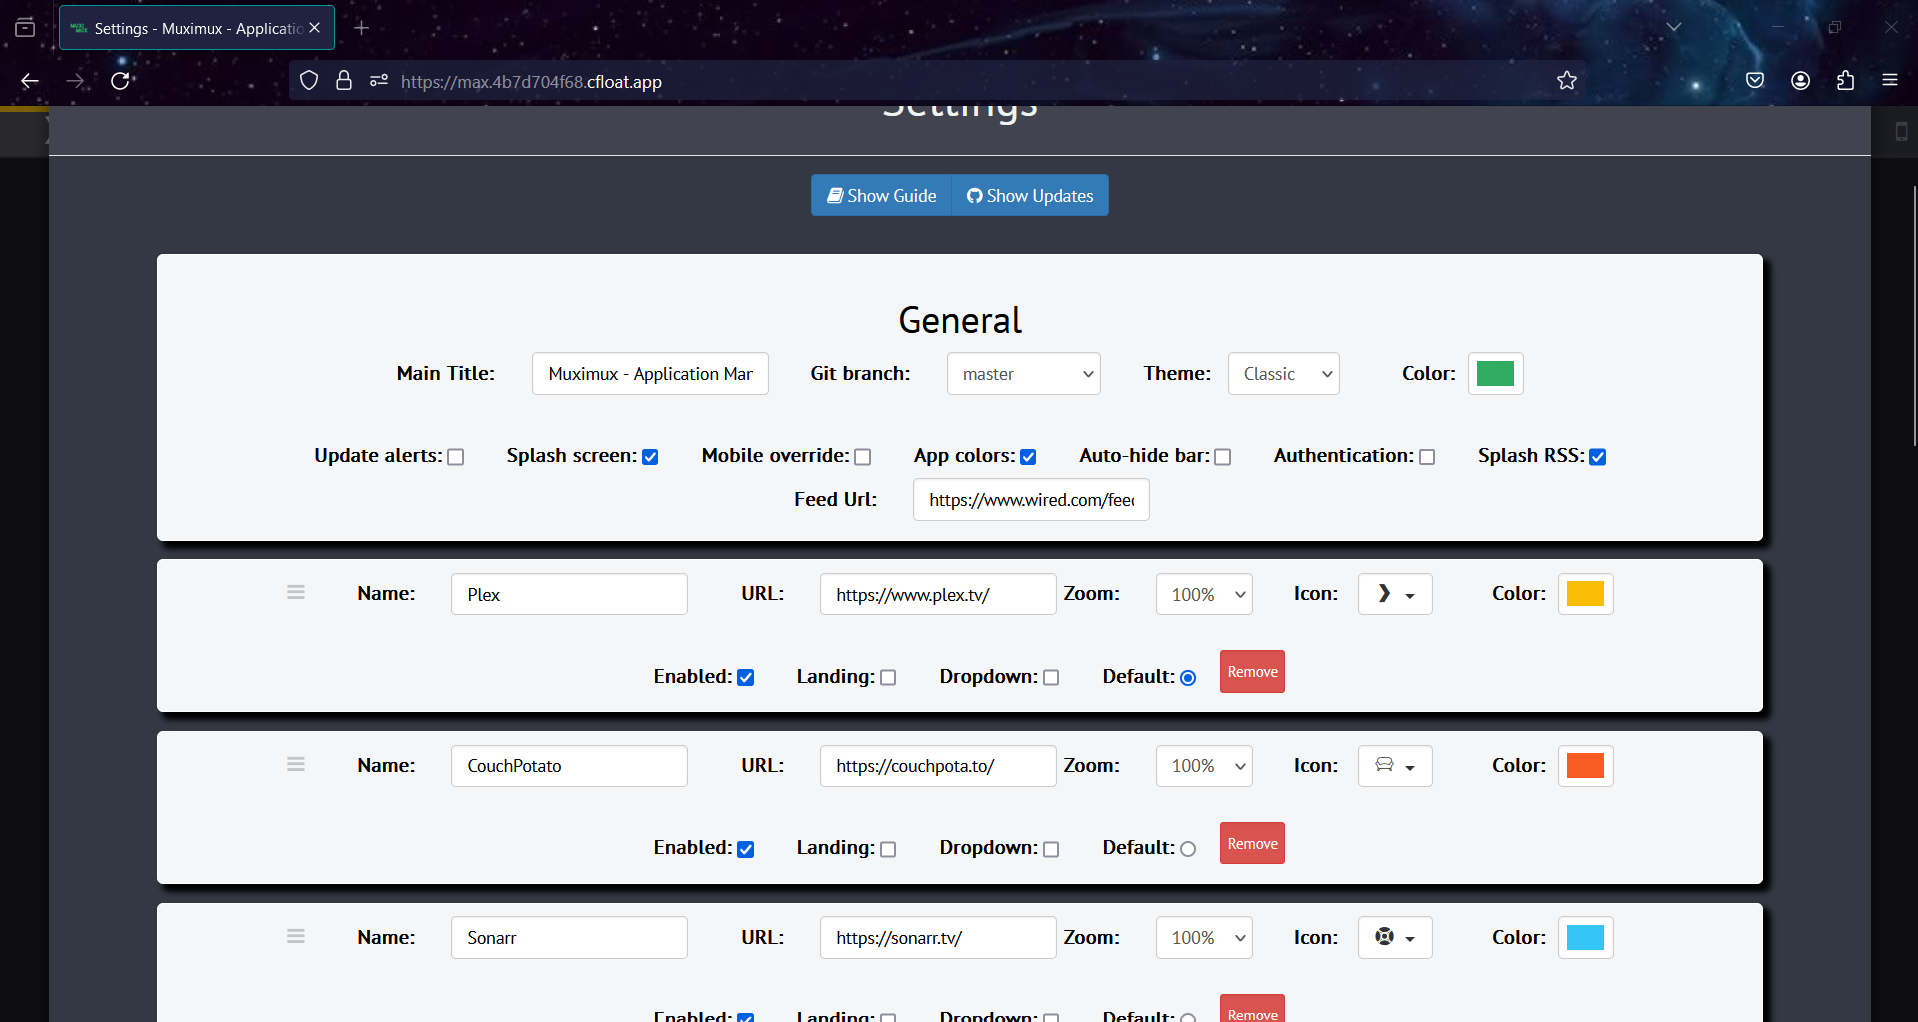 Settings - Muximux - Applicatio
https://max.4b7d704f68.cfloat.app
Settings
Show Guide Show Updates
General
Main Title: Muximux - Application Mar Git branch: master Theme: Classic Color:
Update alerts: Splash screen: Mobile override: App colors: Auto-hide bar: Authentication: Splash RSS:
Feed Url: https://www.wired.com/feed
Name: Plex URL: https://www.plex.tv/ Zoom: 100% Icon: Color:
Enabled: Landing: Dropdown: Default: Remove
Name: CouchPotato URL: https://couchpota.to/ Zoom: 100% Icon: Color:
Enabled: Landing: Dropdown: Default: Remove
Name: Sonarr URL: https://sonarr.tv/ Zoom: 100% Icon: Color:
Enabled: Landing: Dropdown: Default: Remove